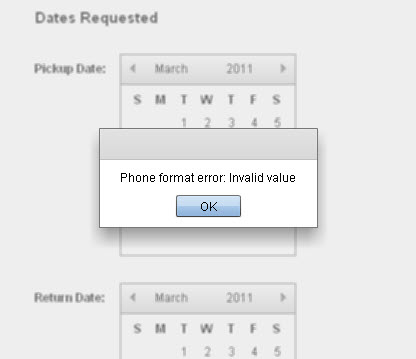 Dates Requested
Pickup Date:
March 2011
S M T W T F S
1 2 3 4 5
Phone format error: Invalid value
OK
Return Date:
March 2011
S M T W T F S
1 2 3 4 5